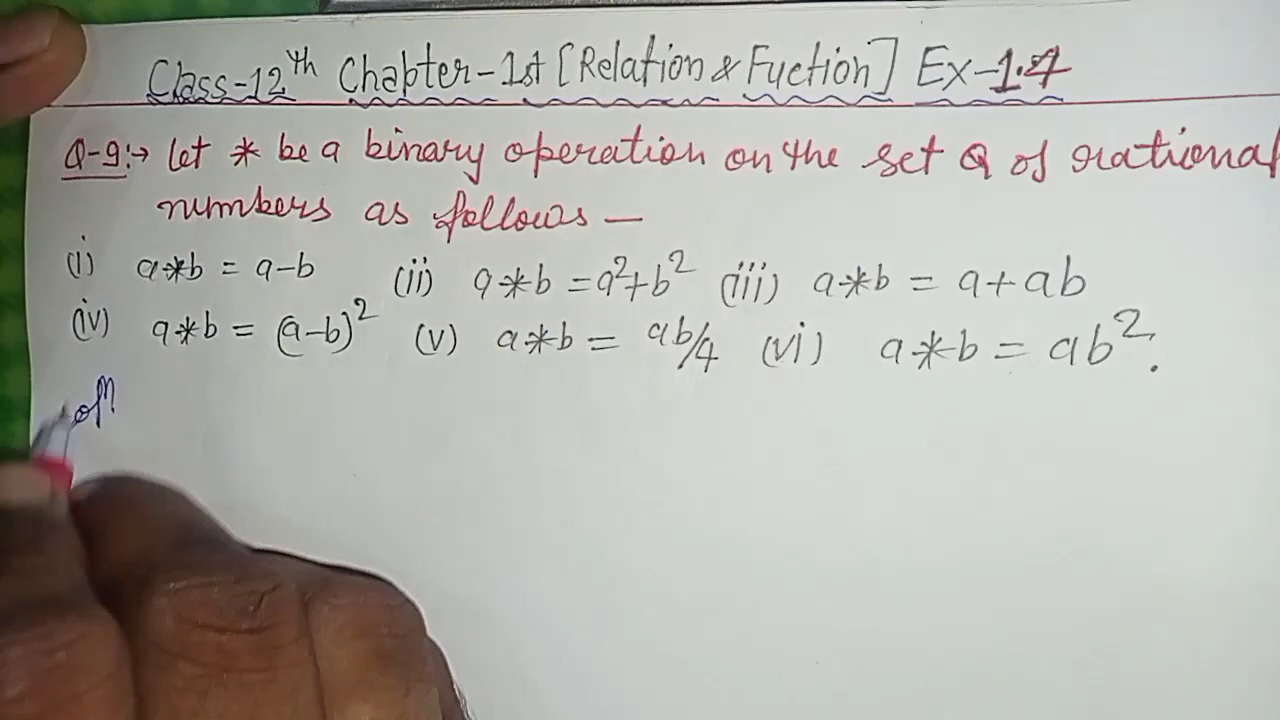 Class-12th Chapter-1st [Relation & Fuction] Ex-1.4
Q-9:→ Let * be a binary operation on the set Q of rational
numbers as follows —
(i) a*b = a-b (ii) a*b = a²+b² (iii) a*b = a+ab
(iv) a*b = (a-b)² (v) a*b = ab/4 (vi) a*b = ab².